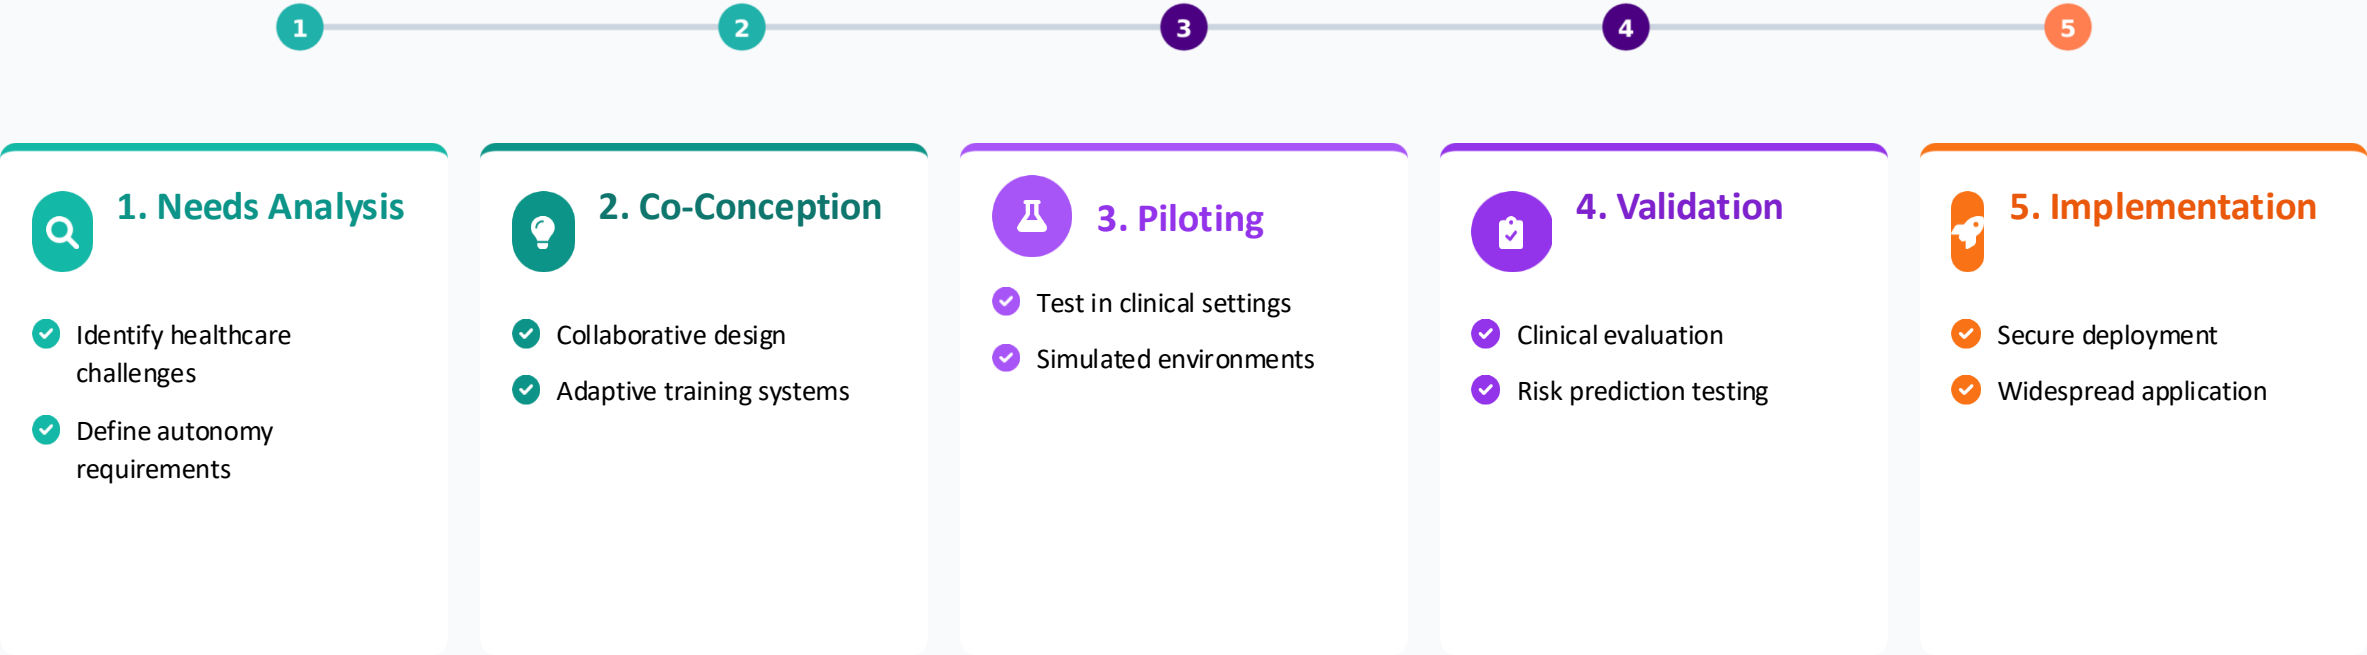 1
2
3
4
5
1. Needs Analysis
Identify healthcare
challenges
Define autonomy
requirements
2. Co-Conception
Collaborative design
Adaptive training systems
3. Piloting
Test in clinical settings
Simulated environments
4. Validation
Clinical evaluation
Risk prediction testing
5. Implementation
Secure deployment
Widespread application